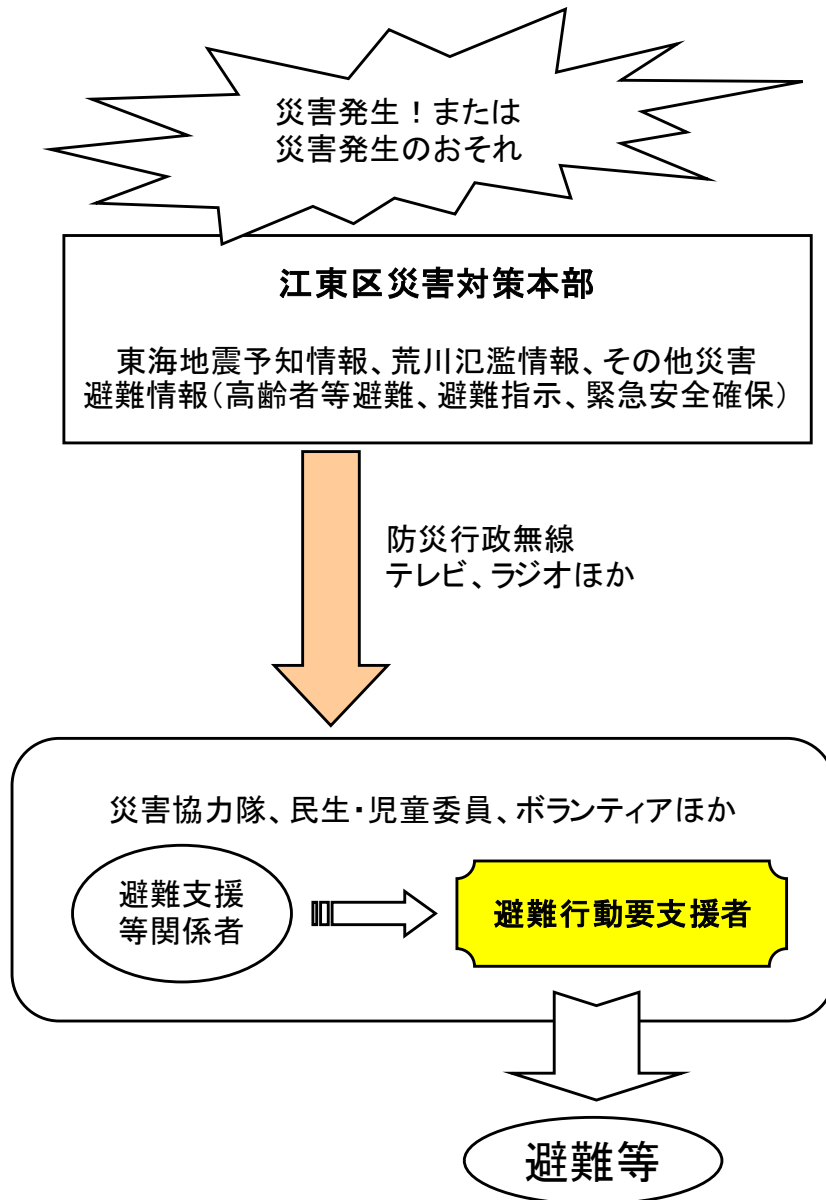 災害発生！または
災害発生のおそれ
江東区災害対策本部
東海地震予知情報、荒川氾濫情報、その他災害
避難情報（高齢者等避難、避難指示、緊急安全確保）
防災行政無線
テレビ、ラジオほか
災害協力隊、民生・児童委員、ボランティアほか
避難支援
等関係者
避難行動要支援者
避難等